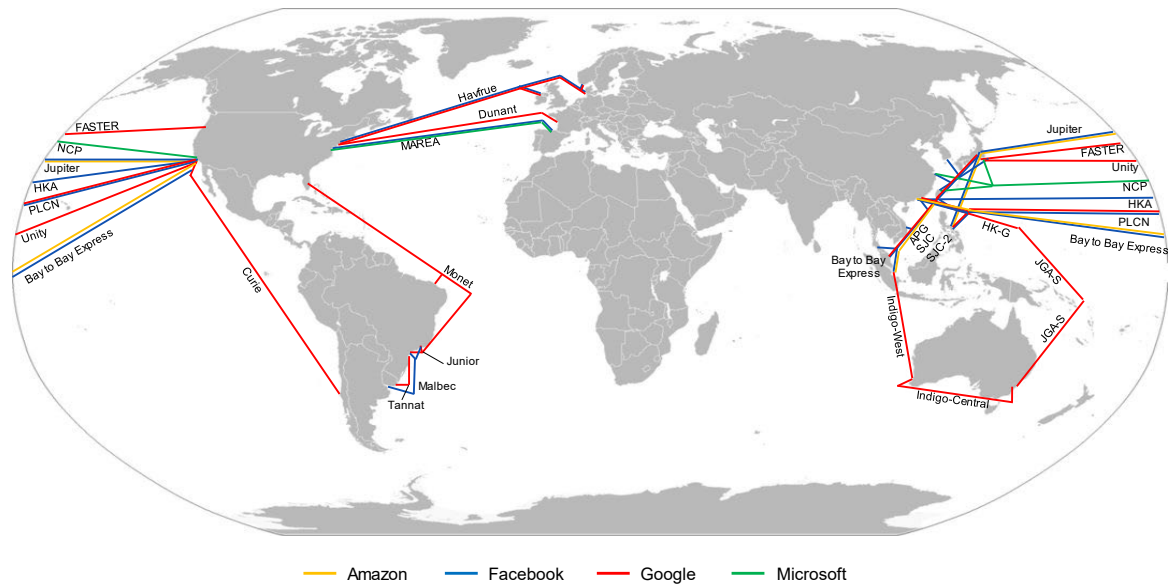 Havfrue
Dunant
MAREA
FASTER
NCP
Jupiter
HKA
PLCN
Unity
Bay to Bay Express
Curie
Monet
Junior
Malbec
Tannat
Jupiter
FASTER
Unity
NCP
HKA
PLCN
Bay to Bay Express
HK-G
APG
SJC
SJC-2
Bay to Bay
Express
JGA-S
JGA-S
Indigo-West
Indigo-Central
Amazon
Facebook
Google
Microsoft